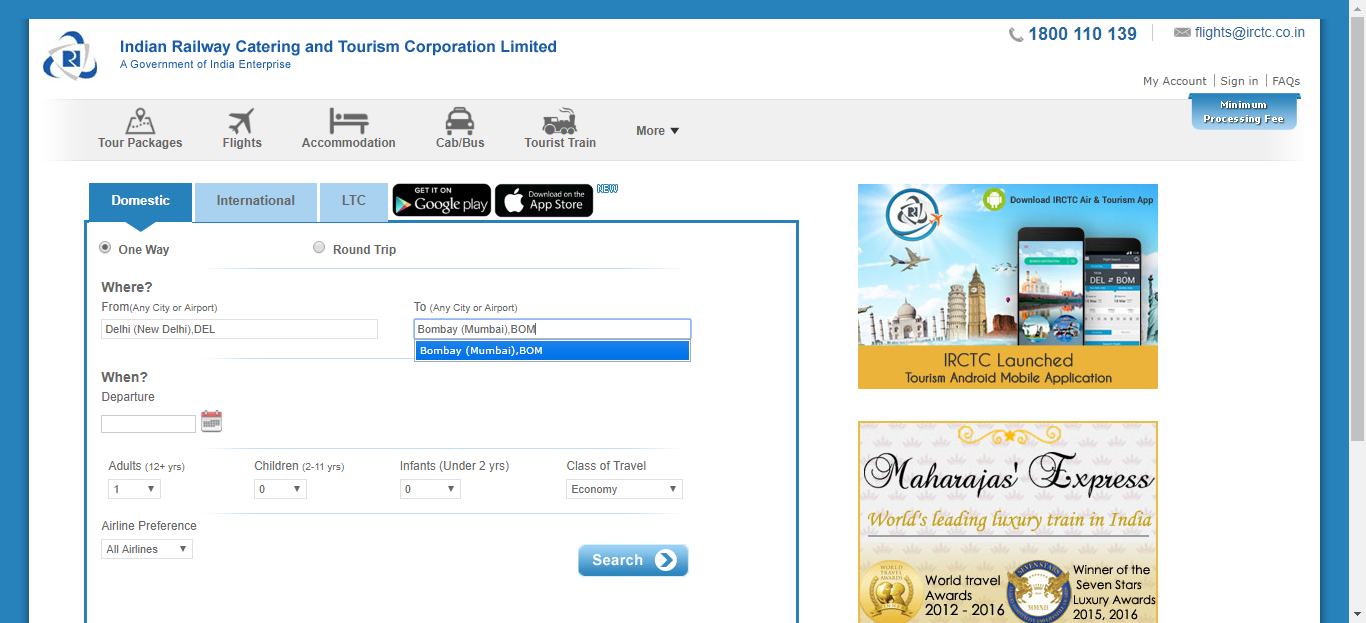 Indian Railway Catering and Tourism Corporation Limited
A Government of India Enterprise
1800 110 139
flights@irctc.co.in
My Account
Sign in
FAQs
Minimum
Processing Fee
Tour Packages
Flights
Accommodation
Cab/Bus
Tourist Train
More
Domestic
International
LTC
GET IT ON
Google play
Download on the
App Store
NEW
One Way
Round Trip
Where?
From(Any City or Airport)
To (Any City or Airport)
Delhi (New Delhi),DEL
Bombay (Mumbai),BOM
Bombay (Mumbai),BOM
When?
Departure
Adults (12+ yrs)
Children (2-11 yrs)
Infants (Under 2 yrs)
Class of Travel
1
0
0
Economy
Airline Preference
All Airlines
Search
Download IRCTC Air & Tourism App
DEL
BOM
IRCTC Launched
Tourism Android Mobile Application
Maharajas' Express
World's leading luxury train in India
WORLD
TRAVEL
AWARDS
World travel
Awards
2012 - 2016
SEVEN STARS
MMXII
Winner of the
Seven Stars
Luxury Awards
2015, 2016